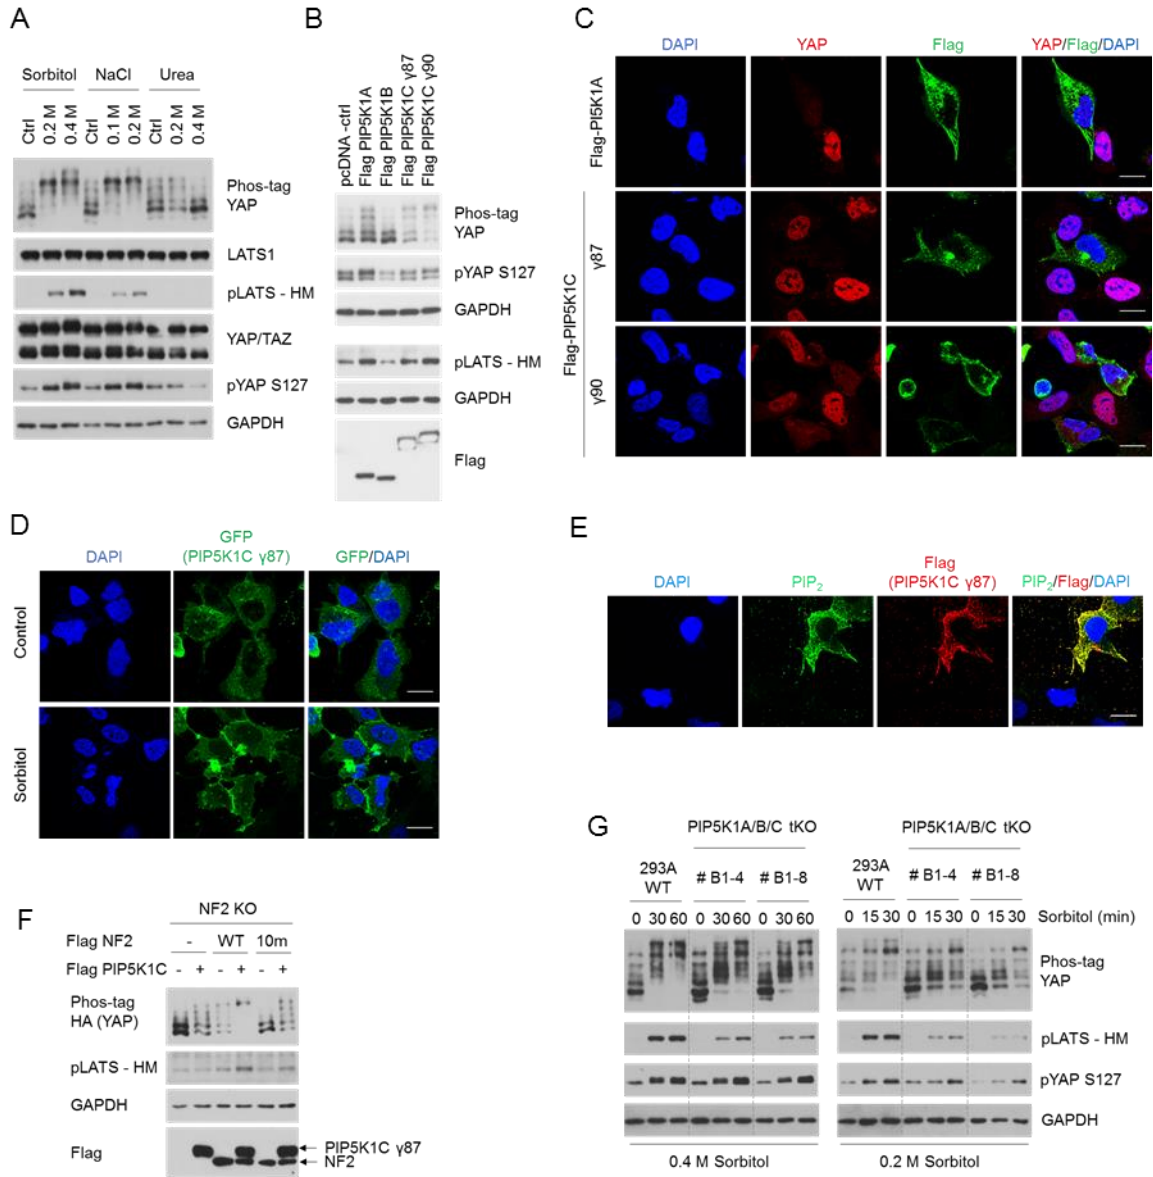 A
Sorbitol NaCl Urea
Ctrl 0.2 M 0.4 M Ctrl 0.1 M 0.2 M Ctrl 0.2 M 0.4 M
Phos-tag
YAP
LATS1
pLATS - HM
YAP/TAZ
pYAP S127
GAPDH
B
pcDNA -ctrl
Flag PIP5K1A
Flag PIP5K1B
Flag PIP5K1C γ87
Flag PIP5K1C γ90
Phos-tag
YAP
pYAP S127
GAPDH
pLATS - HM
GAPDH
Flag
C
DAPI YAP Flag YAP/Flag/DAPI
Flag-PI5K1A
Flag-PIP5K1C
γ87
γ90
D
DAPI
GFP
(PIP5K1C γ87)
GFP/DAPI
Control
Sorbitol
E
DAPI
PIP₂
Flag
(PIP5K1C γ87)
PIP₂/Flag/DAPI
F
NF2 KO
Flag NF2 - WT 10m
Flag PIP5K1C - + - + - +
Phos-tag
HA (YAP)
pLATS - HM
GAPDH
Flag
PIP5K1C γ87
NF2
G
PIP5K1A/B/C tKO PIP5K1A/B/C tKO
293A
WT
# B1-4 # B1-8
293A
WT
# B1-4 # B1-8
0 30 60 0 30 60 0 30 60 0 15 30 0 15 30 0 15 30 Sorbitol (min)
Phos-tag
YAP
pLATS - HM
pYAP S127
GAPDH
0.4 M Sorbitol 0.2 M Sorbitol